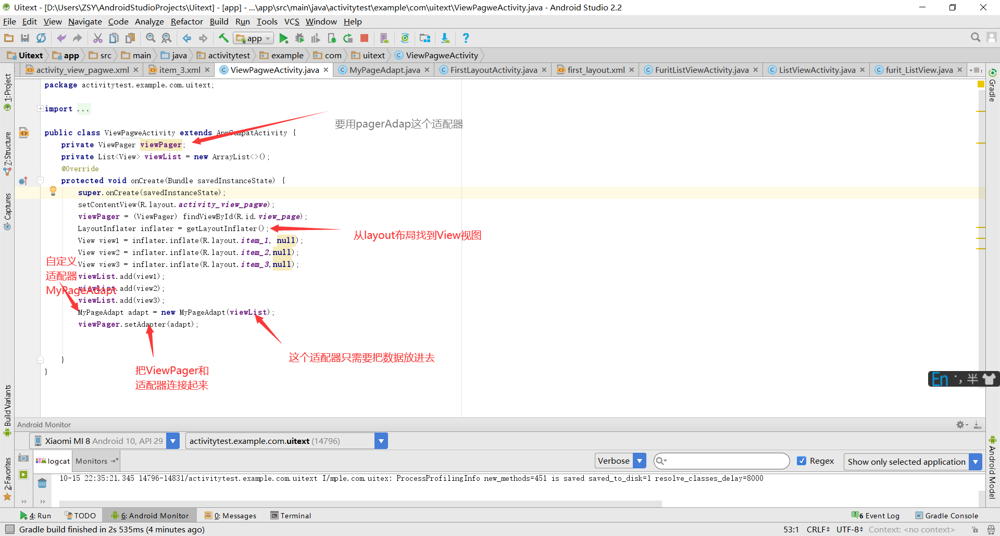 Uitext - [D:\Users\ZSY\AndroidStudioProjects\Uitext] - [app] - ...\app\src\main\java\activitytest\example\com\uitext\ViewPagweActivity.java - Android Studio 2.2
File Edit View Navigate Code Analyze Refactor Build Run Tools VCS Window Help
app
Uitext app src main java activitytest example com uitext ViewPagweActivity
activity_view_pagwe.xml item_3.xml ViewPagweActivity.java MyPageAdapt.java FirstLayoutActivity.java first_layout.xml FuritListViewActivity.java ListViewActivity.java furit_ListView.java
1: Project
7: Structure
Captures
Build Variants
2: Favorites
Gradle
Android Model
package activitytest.example.com.uitext;
import ...
要用pagerAdap这个适配器
public class ViewPagweActivity extends AppCompatActivity {
private ViewPager viewPager;
private List<View> viewList = new ArrayList<>();
@Override
protected void onCreate(Bundle savedInstanceState) {
super.onCreate(savedInstanceState);
setContentView(R.layout.activity_view_pagwe);
viewPager = (ViewPager) findViewById(R.id.view_page);
LayoutInflater inflater = getLayoutInflater();
从layout布局找到View视图
View view1 = inflater.inflate(R.layout.item_1, null);
View view2 = inflater.inflate(R.layout.item_2,null);
View view3 = inflater.inflate(R.layout.item_3,null);
自定义
适配器
MyPageAdapt
viewList.add(view1);
viewList.add(view2);
viewList.add(view3);
MyPageAdapt adapt = new MyPageAdapt(viewList);
viewPager.setAdapter(adapt);
这个适配器只需要把数据放进去
}
把ViewPager和
适配器连接起来
}
En 半
Android Monitor
Xiaomi MI 8 Android 10, API 29 activitytest.example.com.uitext (14796)
logcat Monitors Verbose Regex Show only selected application
10-15 22:35:21.345 14796-14831/activitytest.example.com.uitext I/mple.com.uitex: ProcessProfilingInfo new_methods=451 is saved saved_to_disk=1 resolve_classes_delay=8000
4: Run TODO 6: Android Monitor 0: Messages Terminal 6 Event Log Gradle Console
Gradle build finished in 2s 535ms (4 minutes ago) 53:1 CRLF UTF-8 Context: <no context>